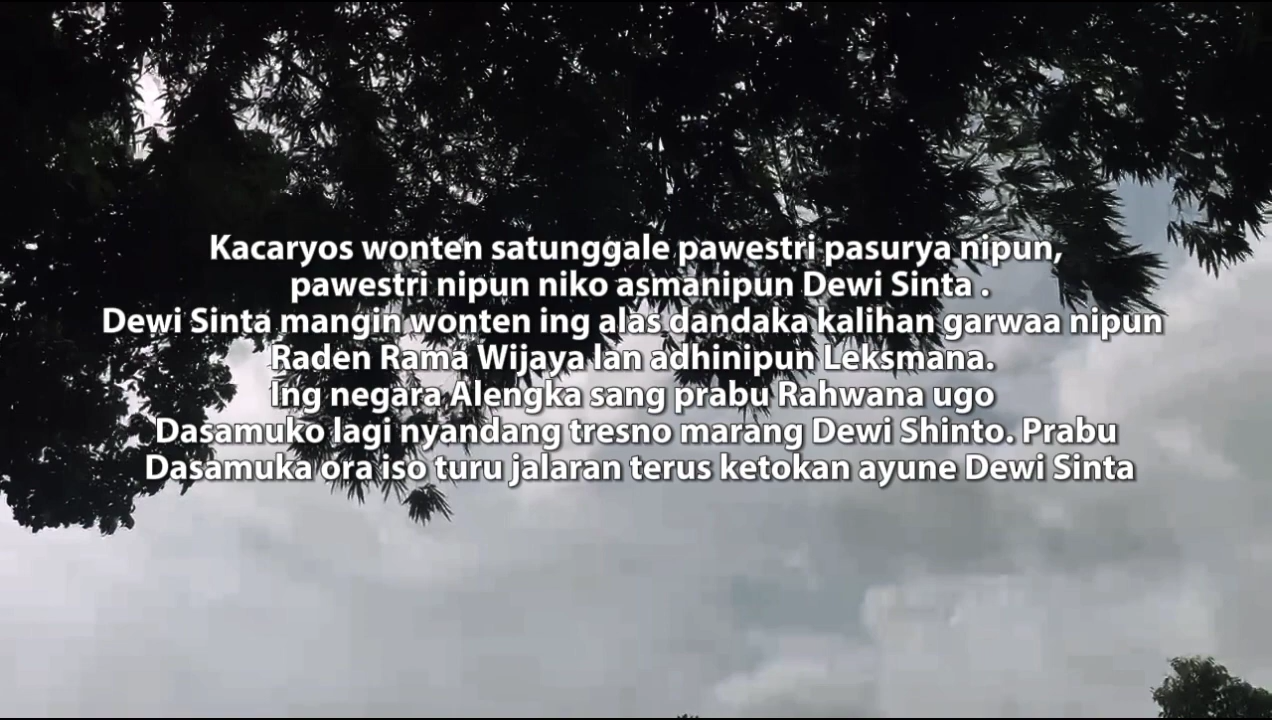 Kacaryos wonten satunggale pawestri pasurya nipun,
pawestri nipun niko asmanipun Dewi Sinta .
Dewi Sinta mangin wonten ing alas dandaka kalihan garwaa nipun
Raden Rama Wijaya lan adhinipun Leksmana.
Ing negara Alengka sang prabu Rahwana ugo
Dasamuko lagi nyandang tresno marang Dewi Shinto. Prabu
Dasamuka ora iso turu jalaran terus ketokan ayune Dewi Sinta